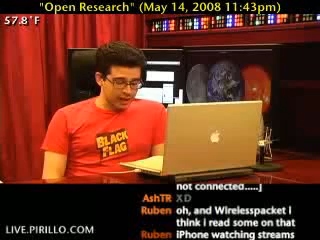 "Open Research" (May 14, 2008 11:43pm)
57.8°F
BLACK
FLAG
not connected.....]
AshTR XD
Ruben oh, and Wirelesspacket I
think i read some on that
Ruben iPhone watching streams
LIVE.PIRILLO.COM